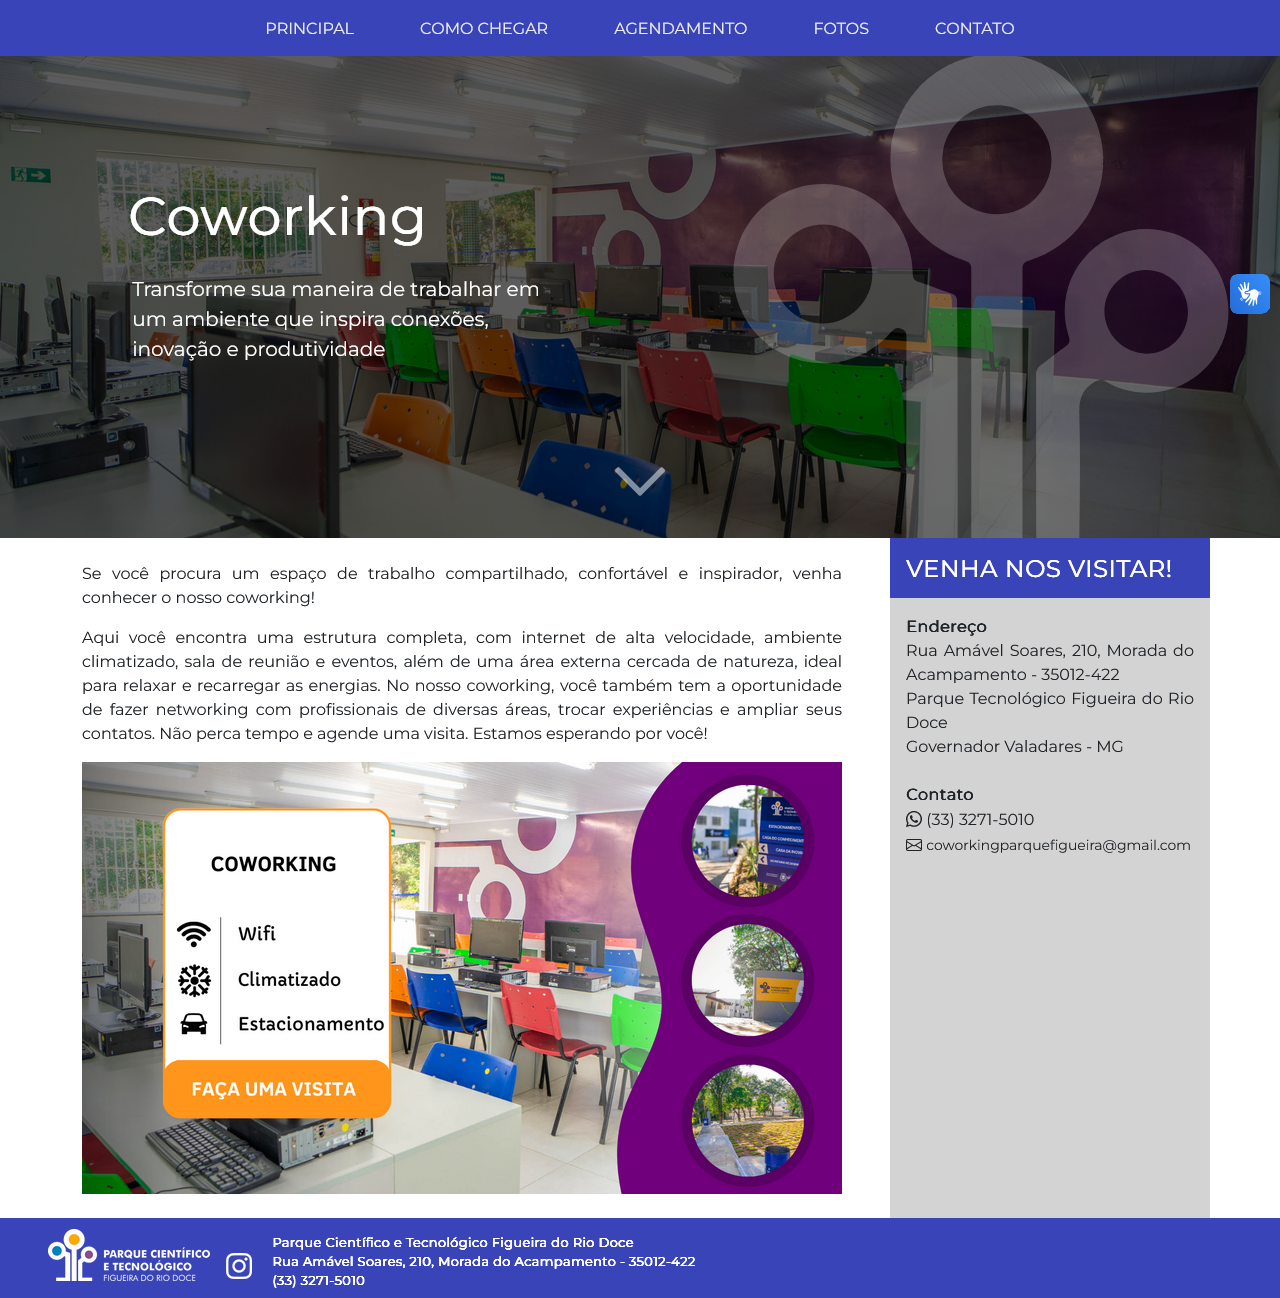 PRINCIPAL
COMO CHEGAR
AGENDAMENTO
FOTOS
CONTATO
Coworking
Transforme sua maneira de trabalhar em
um ambiente que inspira conexões,
inovação e produtividade
Se você procura um espaço de trabalho compartilhado, confortável e inspirador, venha
conhecer o nosso coworking!
Aqui você encontra uma estrutura completa, com internet de alta velocidade, ambiente
climatizado, sala de reunião e eventos, além de uma área externa cercada de natureza, ideal
para relaxar e recarregar as energias. No nosso coworking, você também tem a oportunidade
de fazer networking com profissionais de diversas áreas, trocar experiências e ampliar seus
contatos. Não perca tempo e agende uma visita. Estamos esperando por você!
COWORKING
Wifi
Climatizado
Estacionamento
FAÇA UMA VISITA
ESTACIONAMENTO
VENHA NOS VISITAR!
Endereço
Rua Amável Soares, 210, Morada do
Acampamento - 35012-422
Parque Tecnológico Figueira do Rio
Doce
Governador Valadares - MG
Contato
(33) 3271-5010
coworkingparquefigueira@gmail.com
PARQUE CIENTÍFICO
E TECNOLÓGICO
FIGUEIRA DO RIO DOCE
Parque Científico e Tecnológico Figueira do Rio Doce
Rua Amável Soares, 210, Morada do Acampamento - 35012-422
(33) 3271-5010